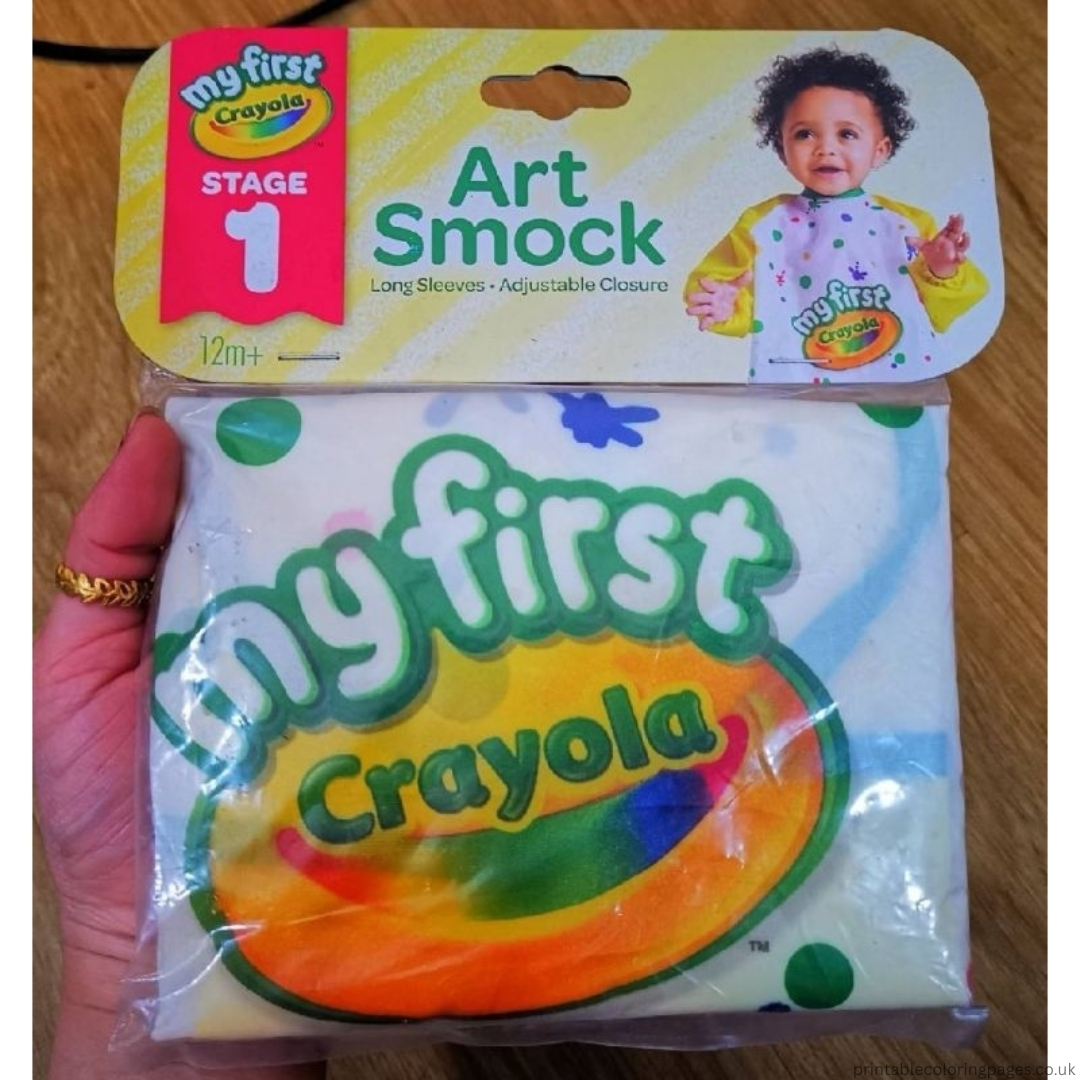 my first
Crayola
TM
STAGE
1
12m+
Art
Smock
Long Sleeves • Adjustable Closure
my first
Crayola
my first
Crayola
TM
printablecoloringpages.co.uk